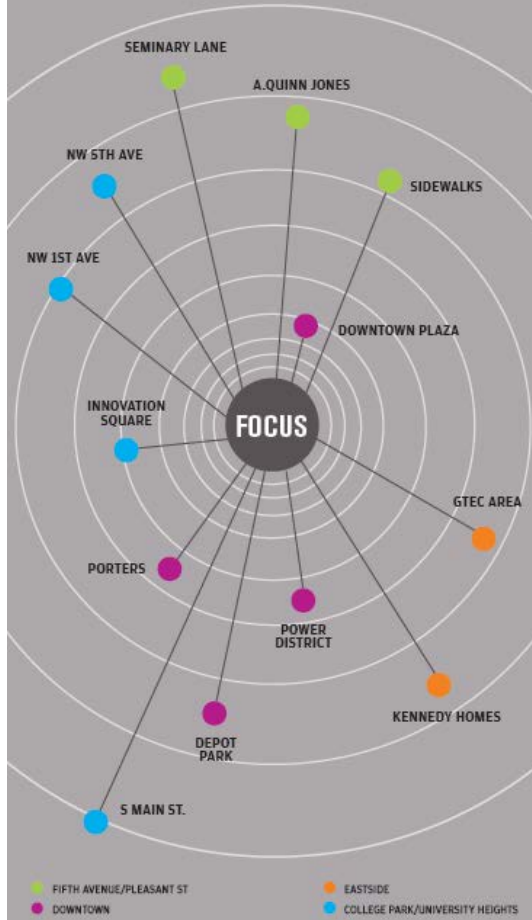 SEMINARY LANE
A.QUINN JONES
NW 5TH AVE
SIDEWALKS
NW 1ST AVE
DOWNTOWN PLAZA
INNOVATION
SQUARE
FOCUS
GTEC AREA
PORTERS
POWER
DISTRICT
KENNEDY HOMES
DEPOT
PARK
S MAIN ST.
FIFTH AVENUE/PLEASANT ST
EASTSIDE
DOWNTOWN
COLLEGE PARK/UNIVERSITY HEIGHTS